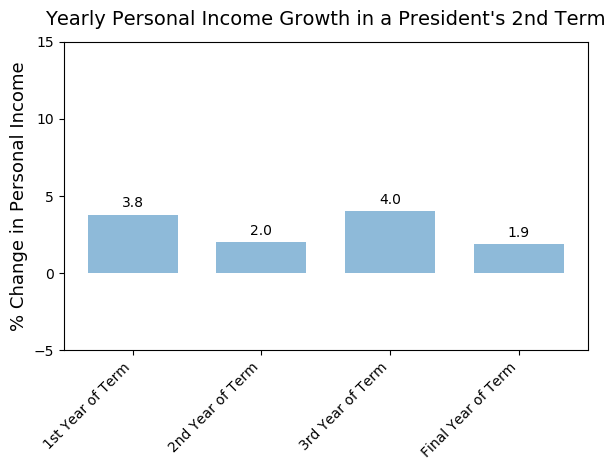 Yearly Personal Income Growth in a President's 2nd Term
% Change in Personal Income
15
10
5
0
−5
3.8
2.0
4.0
1.9
1st Year of Term
2nd Year of Term
3rd Year of Term
Final Year of Term